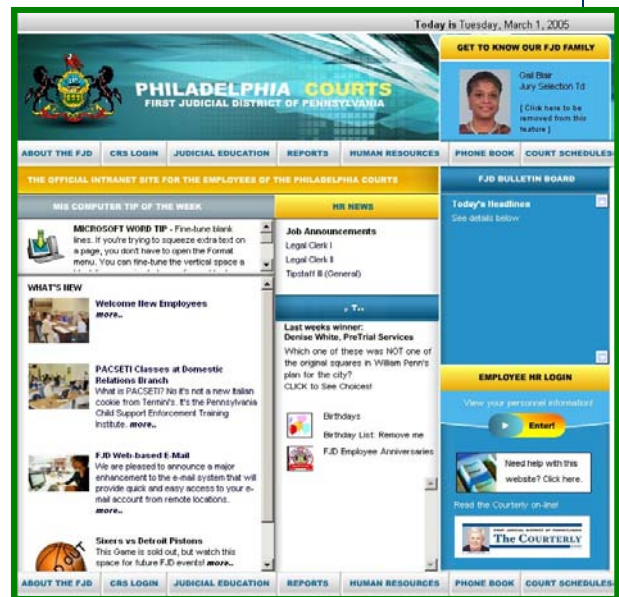 Today is Tuesday, March 1, 2005
GET TO KNOW OUR FJD FAMILY
Gail Blair
Jury Selection Td
[ Click here to be
removed from this
feature ]
PHILADELPHIA COURTS
FIRST JUDICIAL DISTRICT OF PENNSYLVANIA
ABOUT THE FJD
CRS LOGIN
JUDICIAL EDUCATION
REPORTS
HUMAN RESOURCES
PHONE BOOK
COURT SCHEDULES
THE OFFICIAL INTRANET SITE FOR THE EMPLOYEES OF THE PHILADELPHIA COURTS
MIS COMPUTER TIP OF THE WEEK
MICROSOFT WORD TIP - Fine-tune blank
lines. If you're trying to squeeze extra text on
a page, you don't have to open the Format
menu. You can fine-tune the vertical space a
WHAT'S NEW
Welcome New Employees
more..
PACSETI Classes at Domestic
Relations Branch
What is PACSETI? No it's not a new Italian
cookie from Termin's. It's the Pennsylvania
Child Support Enforcement Training
Institute. more..
FJD Web-based E-Mail
We are pleased to announce a major
enhancement to the e-mail system that will
provide quick and easy access to your e-
mail account from remote locations.
more..
SOLD OUT
Sixers vs Detroit Pistons
This Game is sold out, but watch this
space for future FJD events! more..
HR NEWS
Job Announcements
Legal Clerk I
Legal Clerk II
Tipstaff II (General)
, T..
Last weeks winner:
Denise White, PreTrial Services
Which one of these was NOT one of
the original squares in William Penn's
plan for the city?
CLICK to See Choices!
Birthdays
Birthday List: Remove me
FJD Employee Anniversaries
FJD BULLETIN BOARD
Today's Headlines
See details below
EMPLOYEE HR LOGIN
View your personnel information!
Enter!
Need help with this
website? Click here.
Read the Courterly on-line!
FIRST JUDICIAL DISTRICT OF PENNSYLVANIA
The COURTERLY
ABOUT THE FJD
CRS LOGIN
JUDICIAL EDUCATION
REPORTS
HUMAN RESOURCES
PHONE BOOK
COURT SCHEDULES